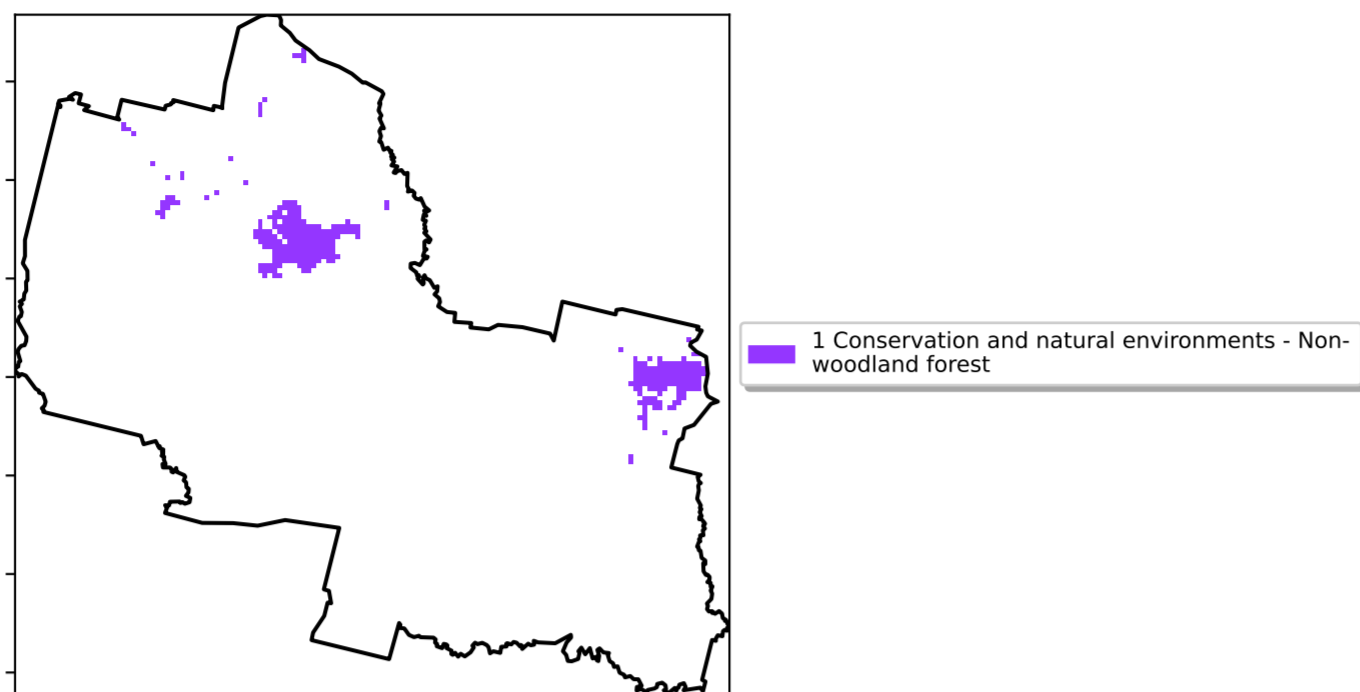 1 Conservation and natural environments - Non-
woodland forest